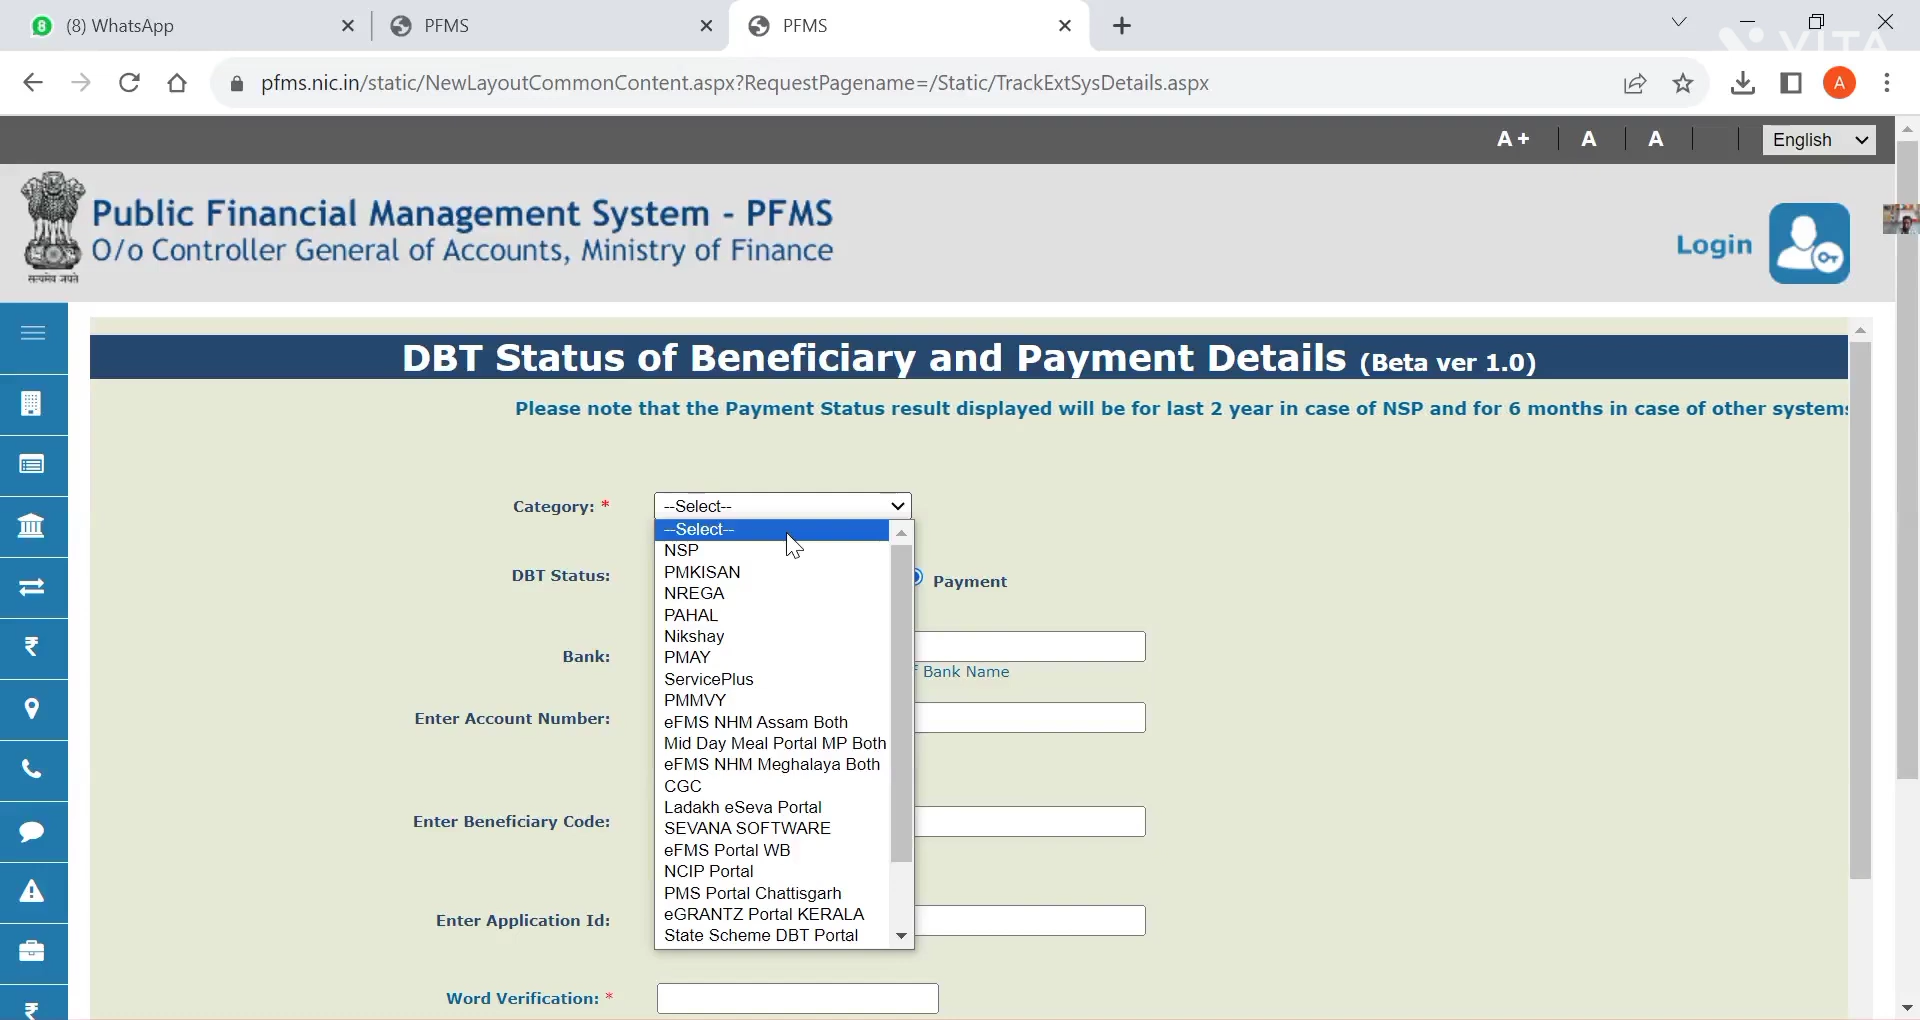 (8) WhatsApp
PFMS
PFMS
VITA
pfms.nic.in/static/NewLayoutCommonContent.aspx?RequestPagename=/Static/TrackExtSysDetails.aspx
A
A+
A
A
English
सत्यमेव जयते
Public Financial Management System - PFMS
O/o Controller General of Accounts, Ministry of Finance
Login
DBT Status of Beneficiary and Payment Details (Beta ver 1.0)
Please note that the Payment Status result displayed will be for last 2 year in case of NSP and for 6 months in case of other systems
Category: *
--Select--
--Select--
NSP
PMKISAN
NREGA
PAHAL
Nikshay
PMAY
ServicePlus
PMMVY
eFMS NHM Assam Both
Mid Day Meal Portal MP Both
eFMS NHM Meghalaya Both
CGC
Ladakh eSeva Portal
SEVANA SOFTWARE
eFMS Portal WB
NCIP Portal
PMS Portal Chattisgarh
eGRANTZ Portal KERALA
State Scheme DBT Portal
DBT Status:
Payment
Bank:
f Bank Name
Enter Account Number:
Enter Beneficiary Code:
Enter Application Id:
Word Verification: *